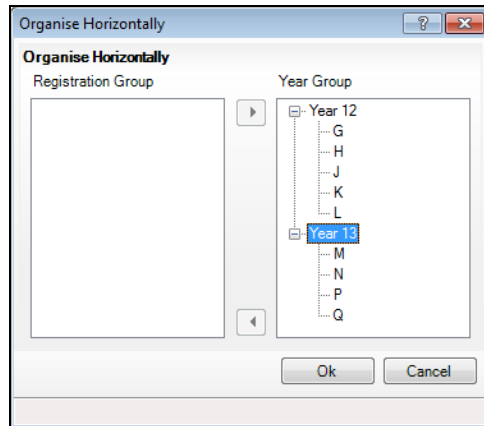 Organise Horizontally
Organise Horizontally
Registration Group
Year Group
Year 12
G
H
J
K
L
Year 13
M
N
P
Q
Ok
Cancel